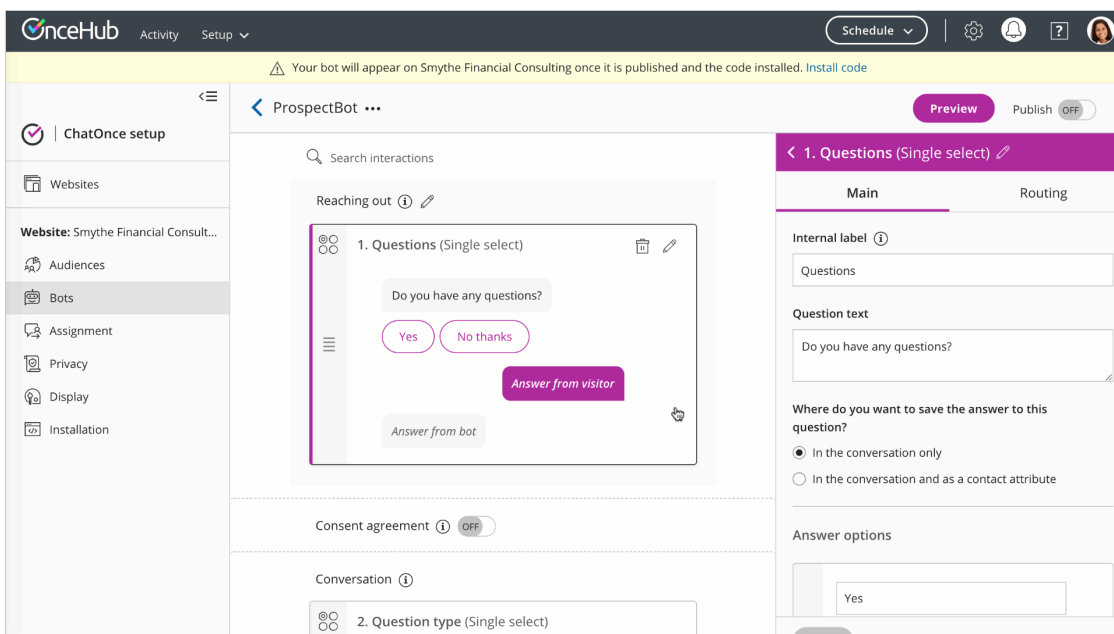 OnceHub
Activity
Setup
Schedule
?
Your bot will appear on Smythe Financial Consulting once it is published and the code installed. Install code
ChatOnce setup
Websites
Website: Smythe Financial Consult...
Audiences
Bots
Assignment
Privacy
Display
Installation
ProspectBot
Preview
Publish
OFF
Search interactions
Reaching out
1. Questions (Single select)
Do you have any questions?
Yes
No thanks
Answer from visitor
Answer from bot
Consent agreement
OFF
Conversation
2. Question type (Single select)
1. Questions (Single select)
Main
Routing
Internal label
Questions
Question text
Do you have any questions?
Where do you want to save the answer to this
question?
In the conversation only
In the conversation and as a contact attribute
Answer options
Yes